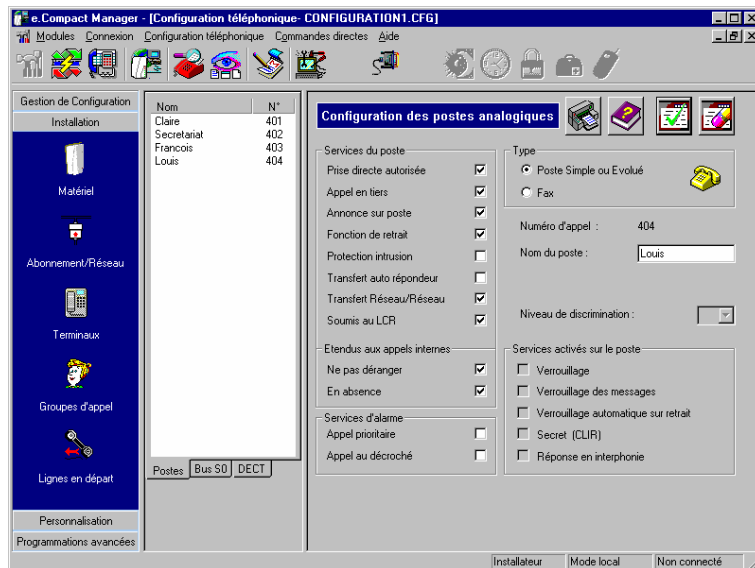 e.Compact Manager - [Configuration téléphonique- CONFIGURATION1.CFG]
Modules Connexion Configuration téléphonique Commandes directes Aide
Gestion de Configuration
Installation
Matériel
Abonnement/Réseau
Terminaux
Groupes d'appel
Lignes en départ
Personnalisation
Programmations avancées
Nom N°
Claire 401
Secretariat 402
Francois 403
Louis 404
Postes Bus S0 DECT
Configuration des postes analogiques
Services du poste
Prise directe autorisée
Appel en tiers
Annonce sur poste
Fonction de retrait
Protection intrusion
Transfert auto répondeur
Transfert Réseau/Réseau
Soumis au LCR
Etendus aux appels internes
Ne pas déranger
En absence
Services d'alarme
Appel prioritaire
Appel au décroché
Type
Poste Simple ou Evolué
Fax
Numéro d'appel : 404
Nom du poste : Louis
Niveau de discrimination :
Services activés sur le poste
Verrouillage
Verrouillage des messages
Verrouillage automatique sur retrait
Secret (CLIR)
Réponse en interphonie
Installateur Mode local Non connecté